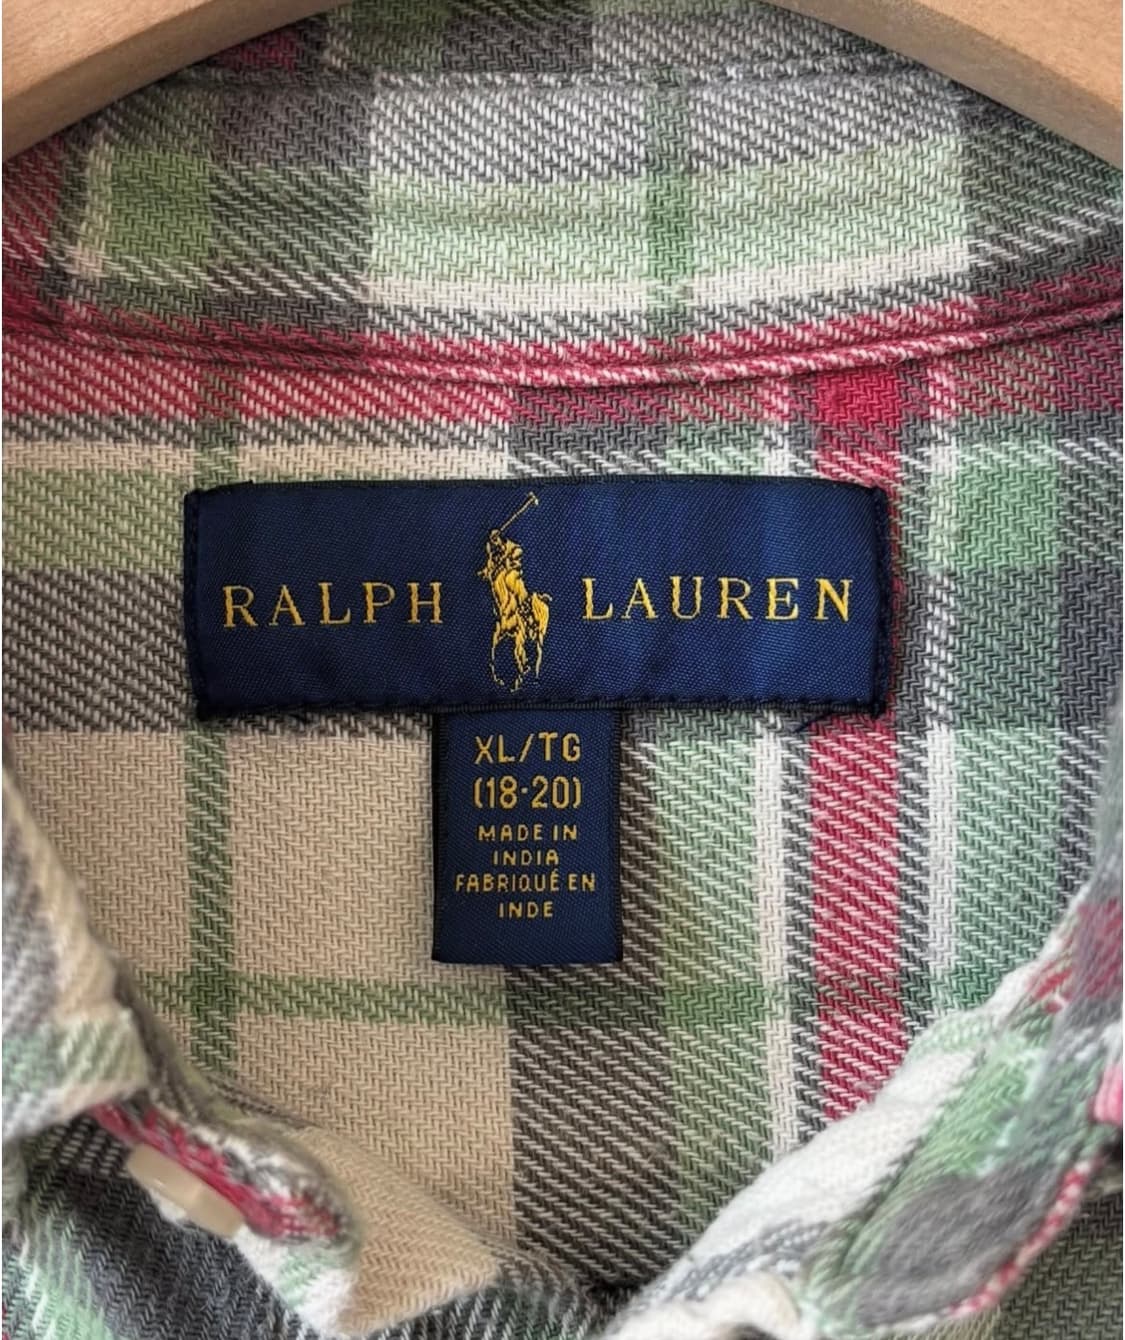 RALPH LAUREN
XL/TG
(18-20)
MADE IN
INDIA
FABRIQUÉ EN
INDE